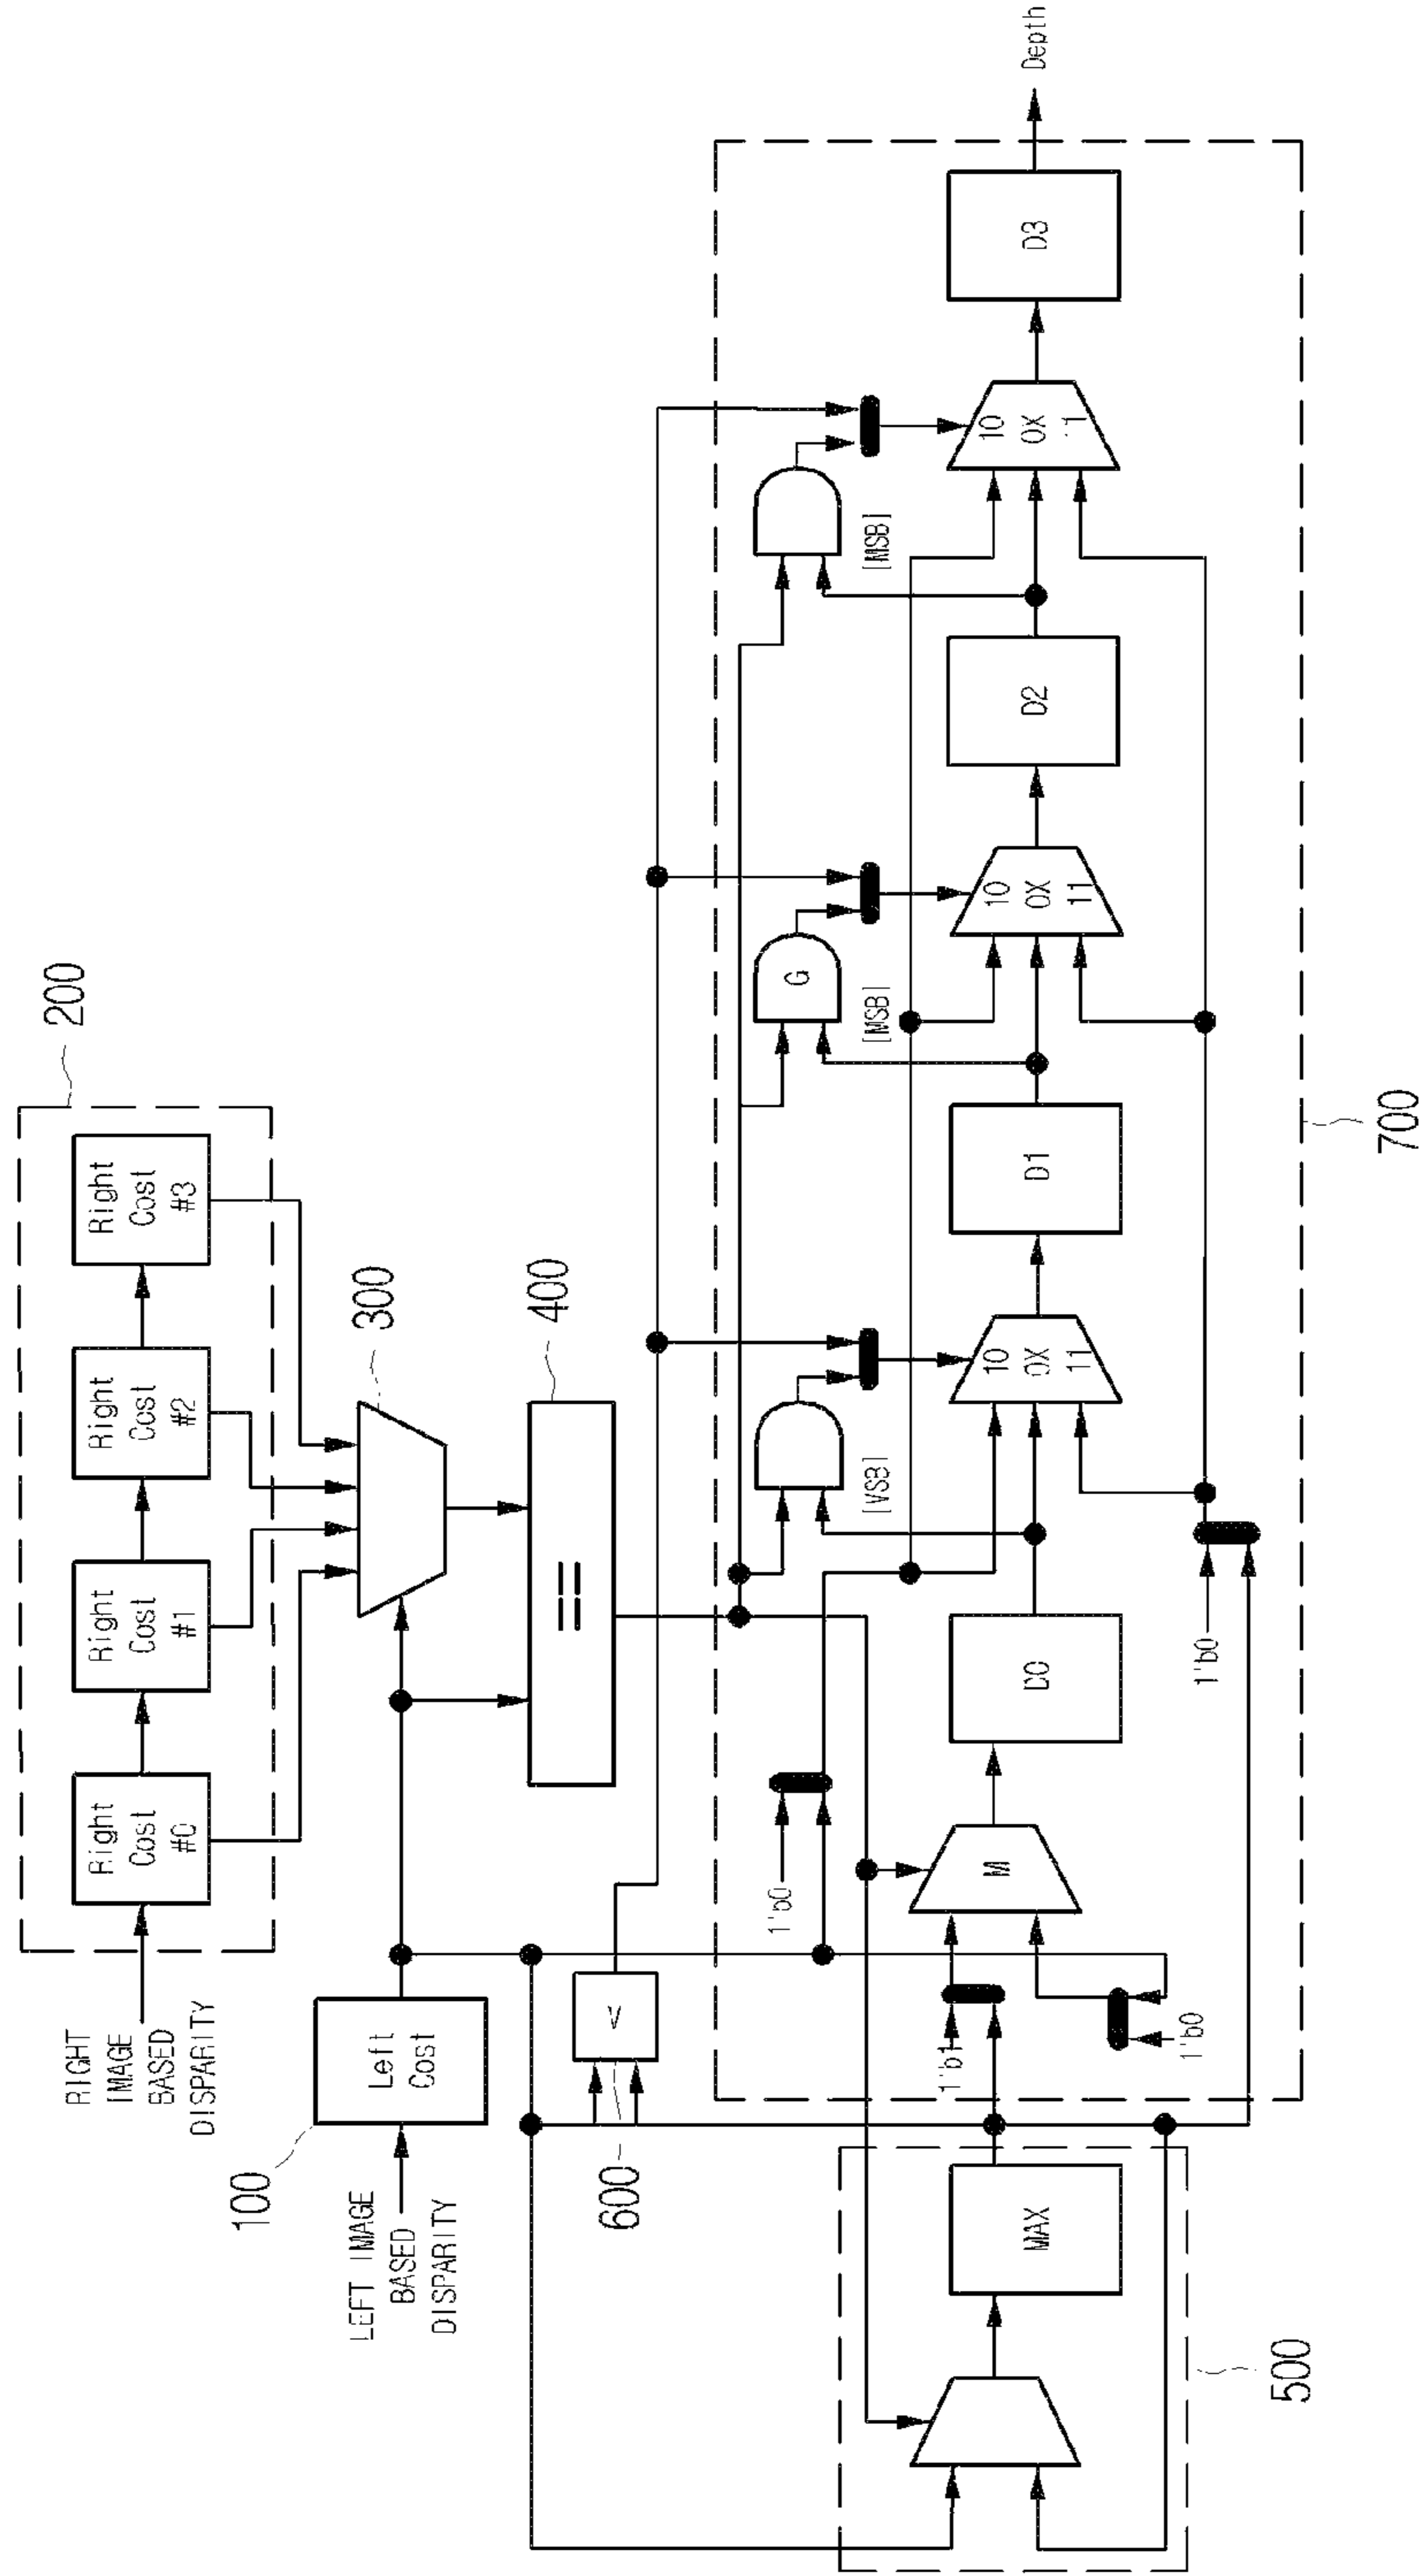 200
Right
Cost
#0
Right
Cost
#1
Right
Cost
#2
Right
Cost
#3
RIGHT
IMAGE
BASED
DISPARITY
300
100
Left
Cost
LEFT IMAGE
BASED
DISPARITY
400
==
600
V
500
MAX
700
1'b0
1'b1
1'b0
M
D0
[VSB]
10
0X
11
1'b0
D1
G
[MSB]
10
0X
11
D2
[MSB]
10
0X
11
D3
Depth